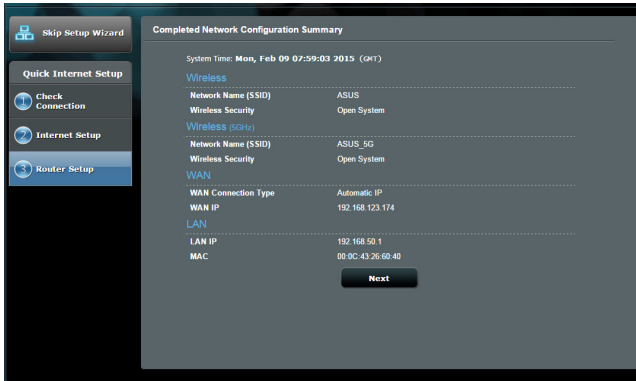 Skip Setup Wizard
Quick Internet Setup
1 Check Connection
2 Internet Setup
3 Router Setup
Completed Network Configuration Summary
System Time: Mon, Feb 09 07:59:03 2015 (GMT)
Wireless
Network Name (SSID) ASUS
Wireless Security Open System
Wireless (5GHz)
Network Name (SSID) ASUS_5G
Wireless Security Open System
WAN
WAN Connection Type Automatic IP
WAN IP 192.168.123.174
LAN
LAN IP 192.168.50.1
MAC 00:0C:43:26:60:40
Next